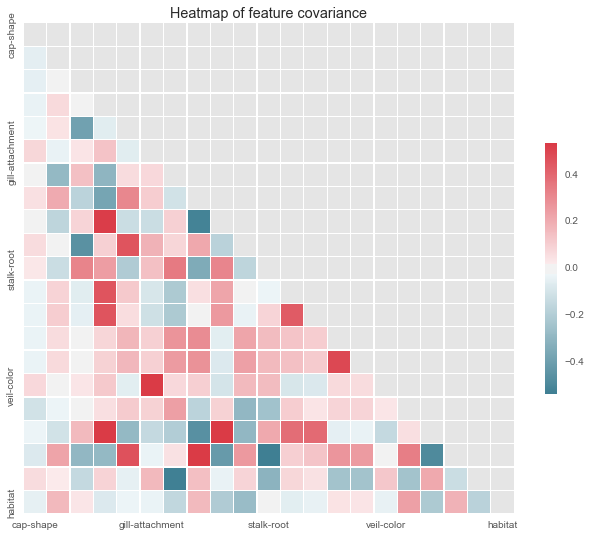 Heatmap of feature covariance
cap-shape
gill-attachment
stalk-root
veil-color
habitat
0.4
0.2
0.0
−0.2
−0.4
cap-shape
gill-attachment
stalk-root
veil-color
habitat